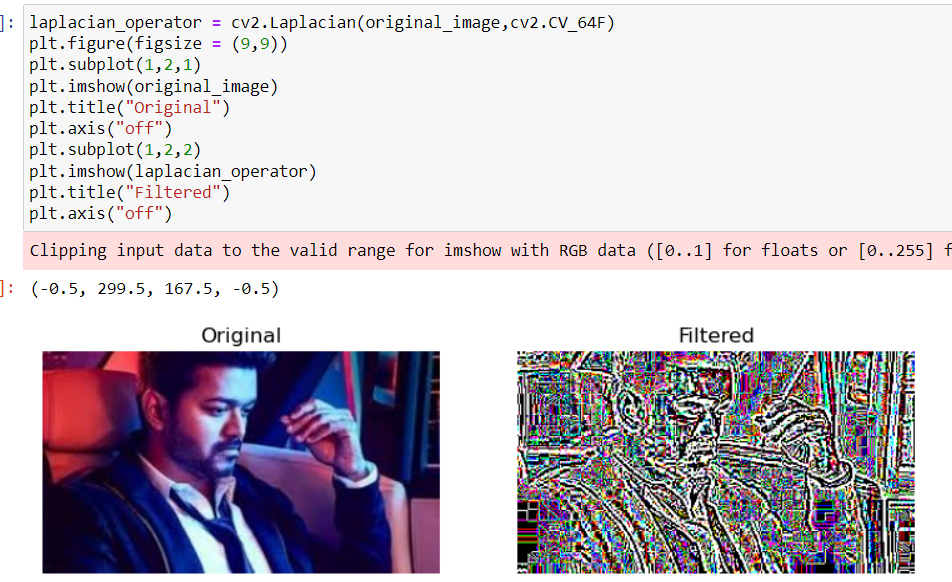 ]: laplacian_operator = cv2.Laplacian(original_image,cv2.CV_64F)
plt.figure(figsize = (9,9))
plt.subplot(1,2,1)
plt.imshow(original_image)
plt.title("Original")
plt.axis("off")
plt.subplot(1,2,2)
plt.imshow(laplacian_operator)
plt.title("Filtered")
plt.axis("off")
Clipping input data to the valid range for imshow with RGB data ([0..1] for floats or [0..255] f
]: (-0.5, 299.5, 167.5, -0.5)
Original
Filtered